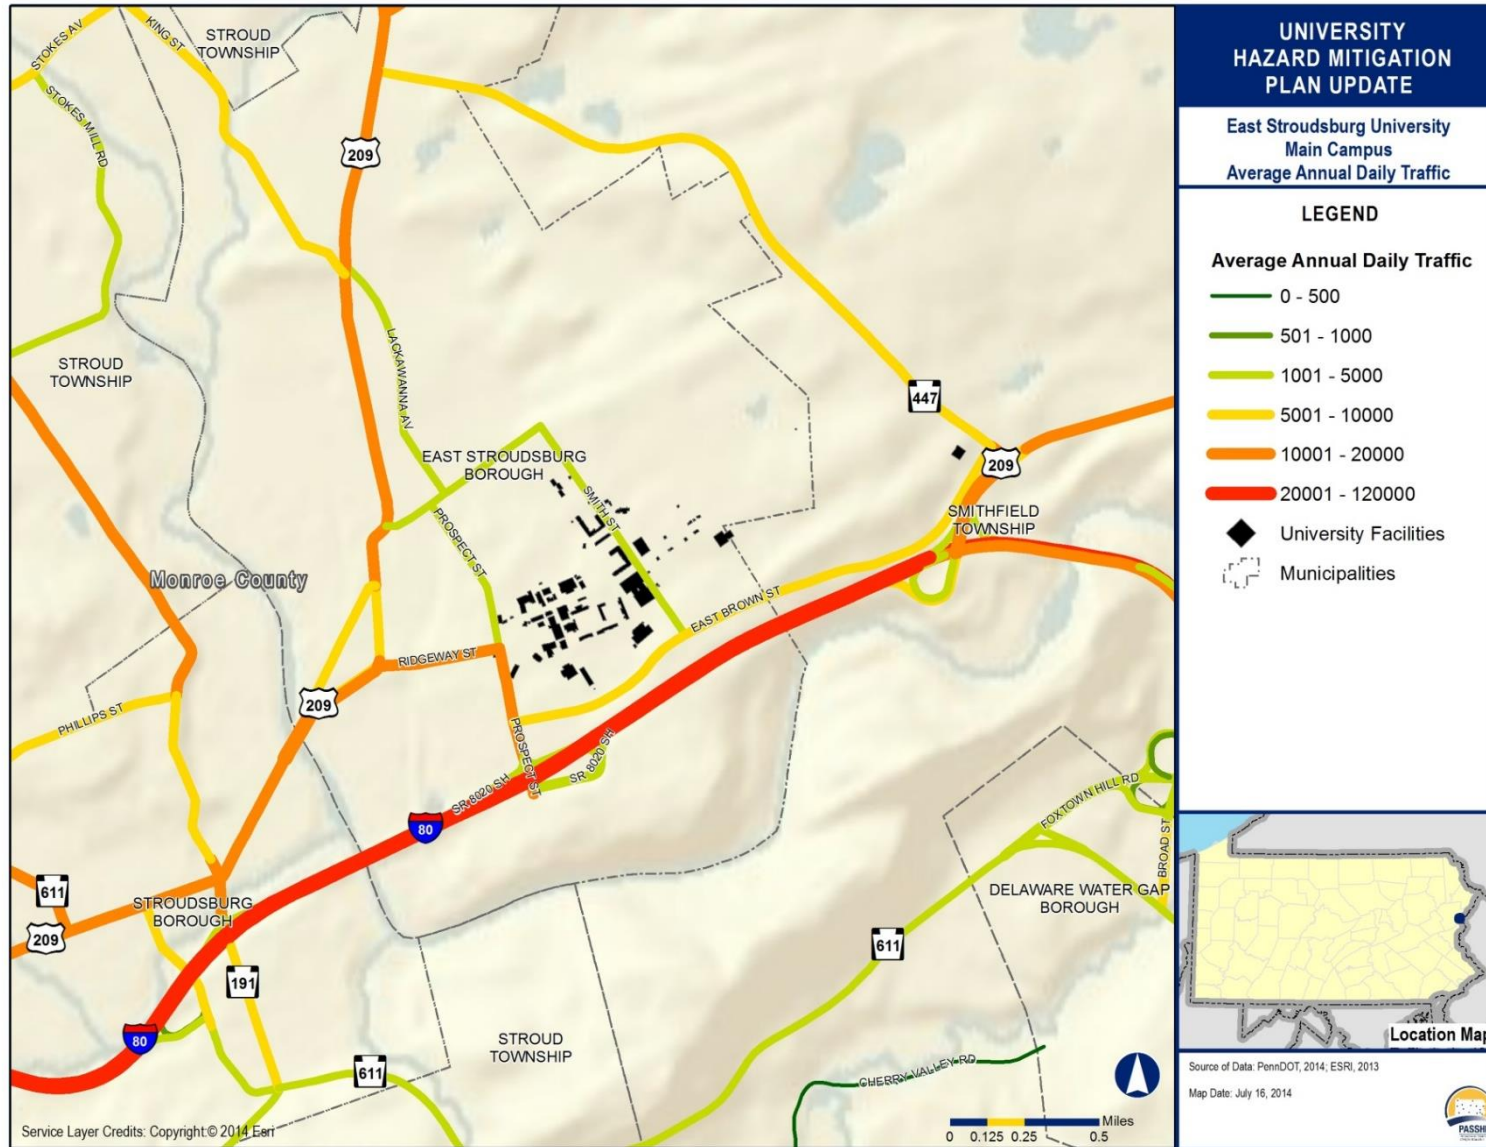 STOKES AV
KING ST
STROUD
TOWNSHIP
STOKES MILL RD
209
STROUD
TOWNSHIP
LACKAWANNA AV
447
EAST STROUDSBURG
BOROUGH
209
SMITH ST
SMITHFIELD
TOWNSHIP
PROSPECT ST
Monroe County
EAST BROWN ST
RIDGEWAY ST
209
PHILLIPS ST
PROSPECT ST
SR 8020 SH
SR 8020 SH
80
FOXTOWN HILL RD
BROAD ST
611
STROUDSBURG
BOROUGH
DELAWARE WATER GAP
BOROUGH
209
611
191
80
STROUD
TOWNSHIP
611
CHERRY VALLEY RD
Miles
0 0.125 0.25 0.5
Service Layer Credits: Copyright:© 2014 Esri
UNIVERSITY
HAZARD MITIGATION
PLAN UPDATE
East Stroudsburg University
Main Campus
Average Annual Daily Traffic
LEGEND
Average Annual Daily Traffic
0 - 500
501 - 1000
1001 - 5000
5001 - 10000
10001 - 20000
20001 - 120000
University Facilities
Municipalities
Location Map
Source of Data: PennDOT, 2014; ESRI, 2013
Map Date: July 16, 2014
PASSHE